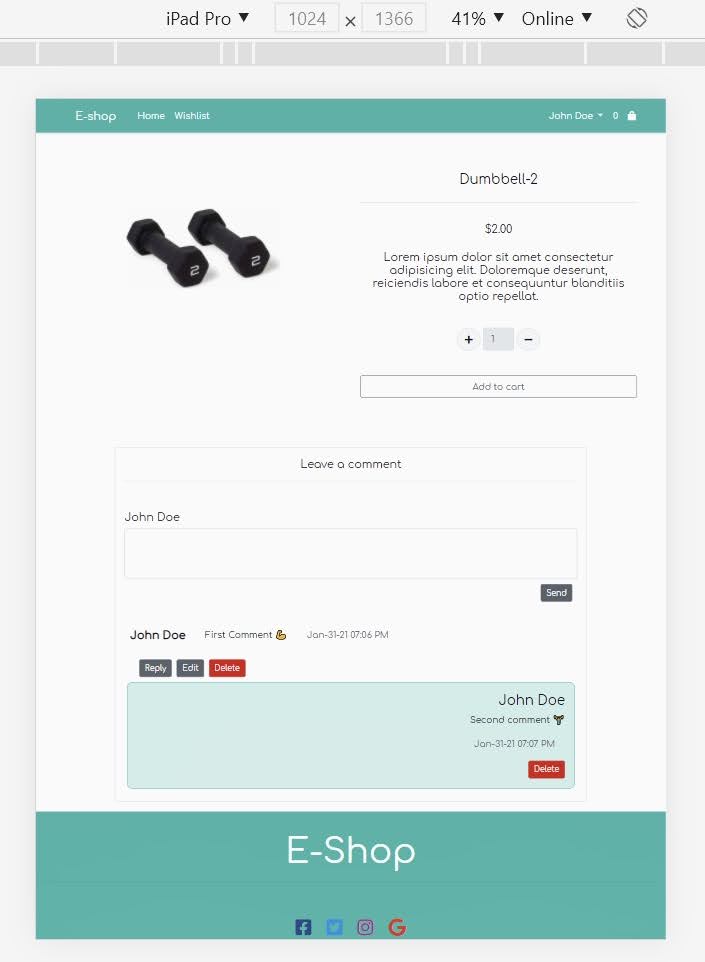 iPad Pro ▼ 1024 × 1366 41% ▼ Online ▼
E-shop Home Wishlist John Doe 0
Dumbbell-2
$2.00
2 2
Lorem ipsum dolor sit amet consectetur
adipisicing elit. Doloremque deserunt,
reiciendis labore et consequuntur blanditiis
optio repellat.
+ 1 −
Add to cart
Leave a comment
John Doe
Send
John Doe First Comment 💪 Jan-31-21 07:06 PM
Reply Edit Delete
John Doe
Second comment
Jan-31-21 07:07 PM
Delete
E-Shop